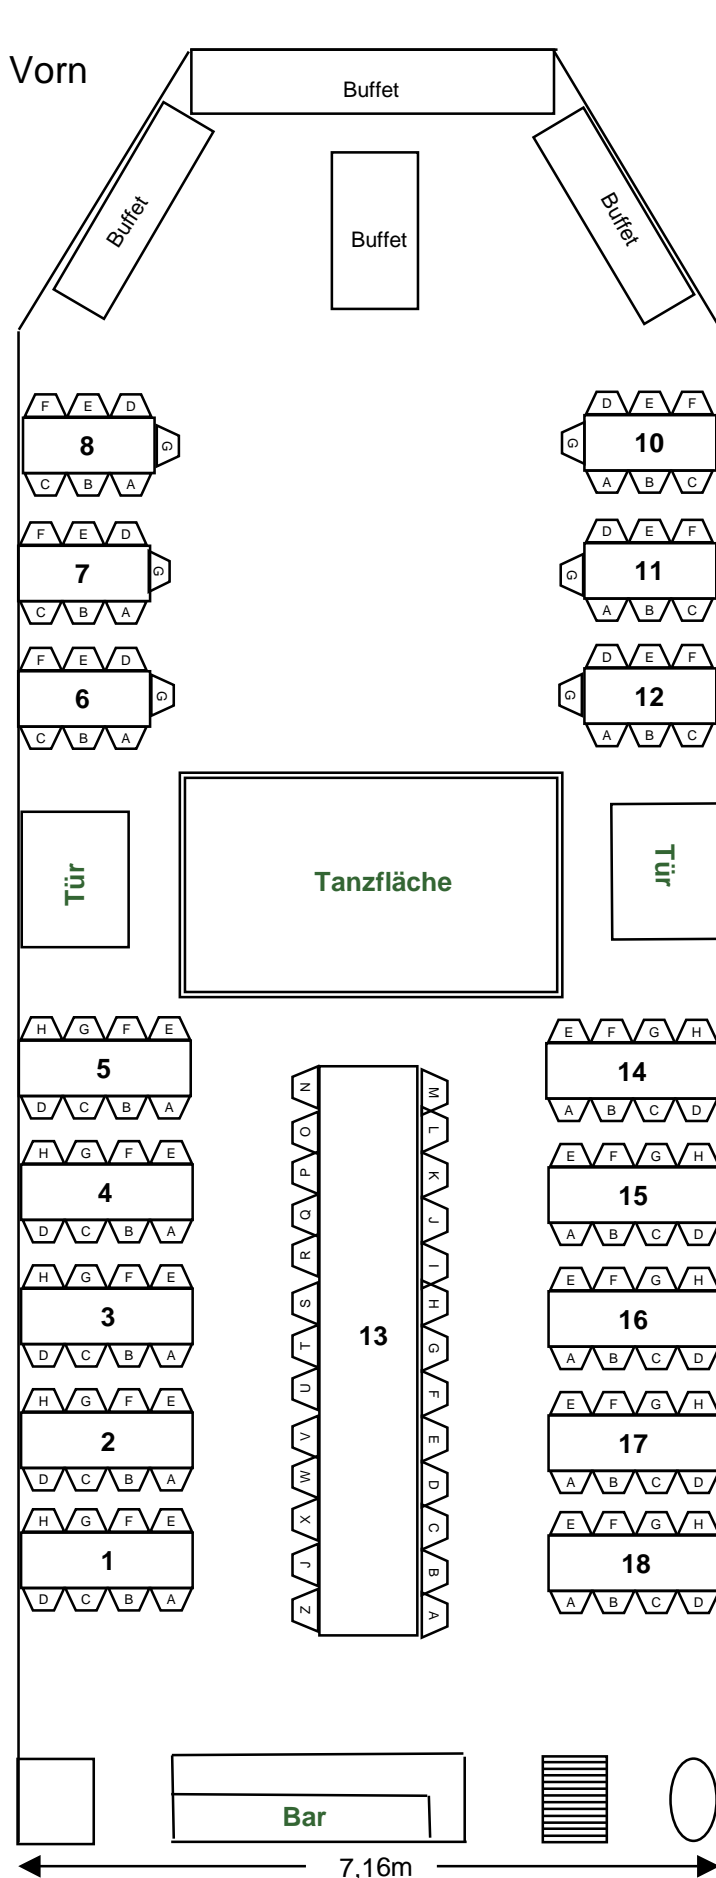 Vorn
Buffet
Buffet
Buffet
Buffet
F E D
8 G
C B A
D E F
G 10
A B C
F E D
7 G
C B A
D E F
G 11
A B C
F E D
6 G
C B A
D E F
G 12
A B C
Tür
Tanzfläche
Tür
H G F E
5
D C B A
H G F E
4
D C B A
H G F E
3
D C B A
H G F E
2
D C B A
H G F E
1
D C B A
N
O
P
Q
R
S
T
U
V
W
X
J
Z
13
M
L
K
J
I
H
G
F
E
D
C
B
A
E F G H
14
A B C D
E F G H
15
A B C D
E F G H
16
A B C D
E F G H
17
A B C D
E F G H
18
A B C D
Bar
7,16m